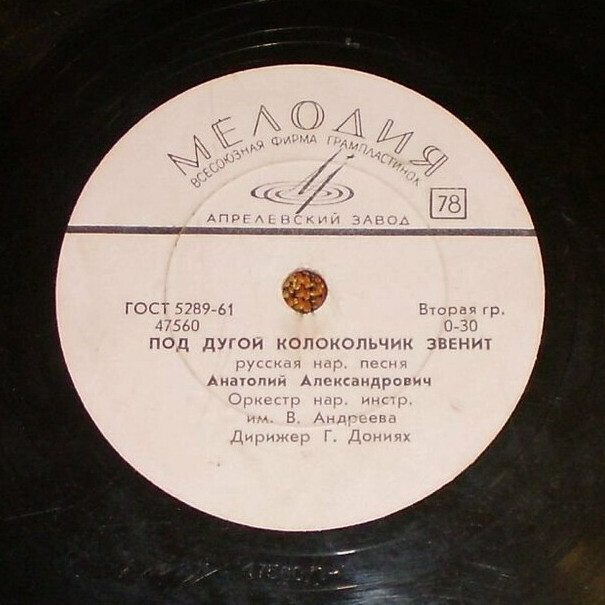 МЕЛОДИЯ
ВСЕСОЮЗНАЯ ФИРМА ГРАМПЛАСТИНОК
АПРЕЛЕВСКИЙ ЗАВОД
78
ГОСТ 5289-61 Вторая гр.
47560 0-30
ПОД ДУГОЙ КОЛОКОЛЬЧИК ЗВЕНИТ
русская нар. песня
Анатолий Александрович
Оркестр нар. инстр.
им. В. Андреева
Дирижер Г. Дониях